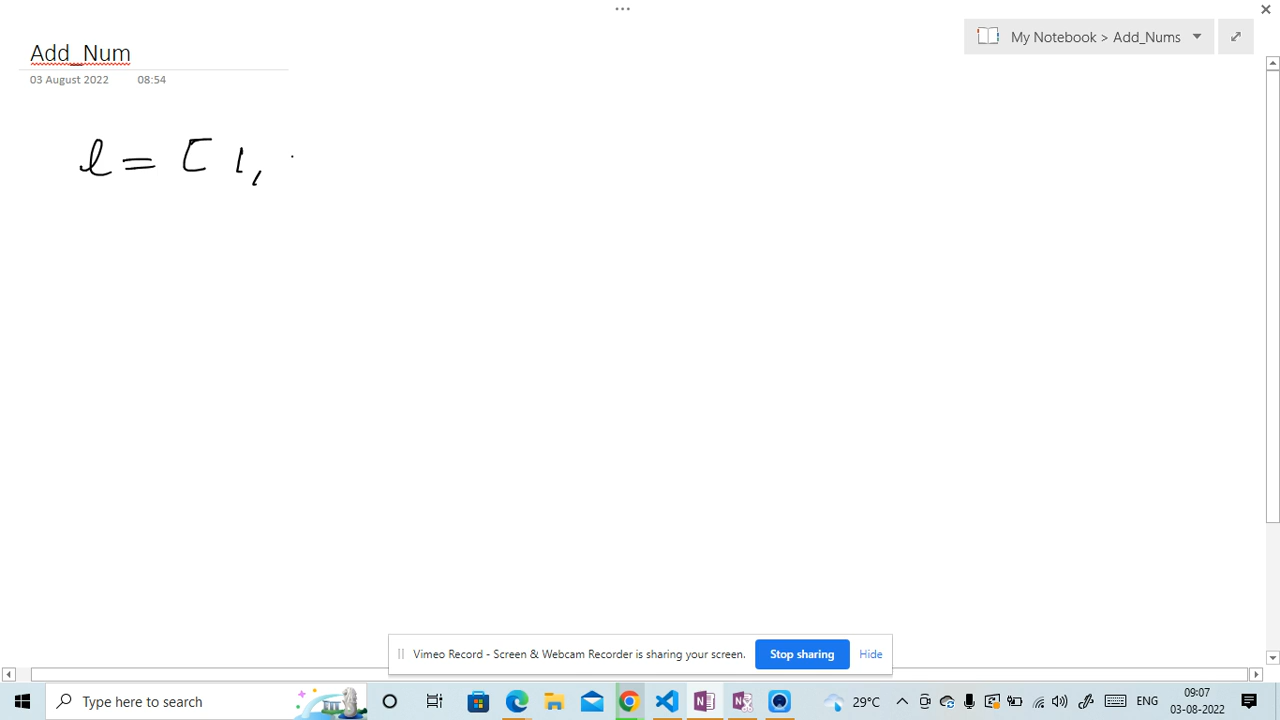 My Notebook > Add_Nums
Add_Num
03 August 2022 08:54
l = [ 1,
Vimeo Record - Screen & Webcam Recorder is sharing your screen. Stop sharing Hide
Type here to search
29°C ENG 09:07
03-08-2022